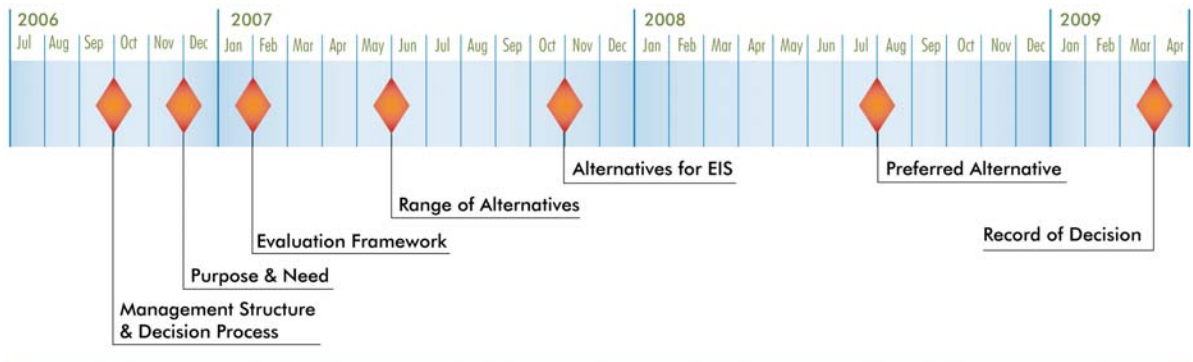 2006 2007 2008 2009
Jul Aug Sep Oct Nov Dec Jan Feb Mar Apr May Jun Jul Aug Sep Oct Nov Dec Jan Feb Mar Apr May Jun Jul Aug Sep Oct Nov Dec Jan Feb Mar Apr
Alternatives for EIS
Preferred Alternative
Range of Alternatives
Record of Decision
Evaluation Framework
Purpose & Need
Management Structure
& Decision Process